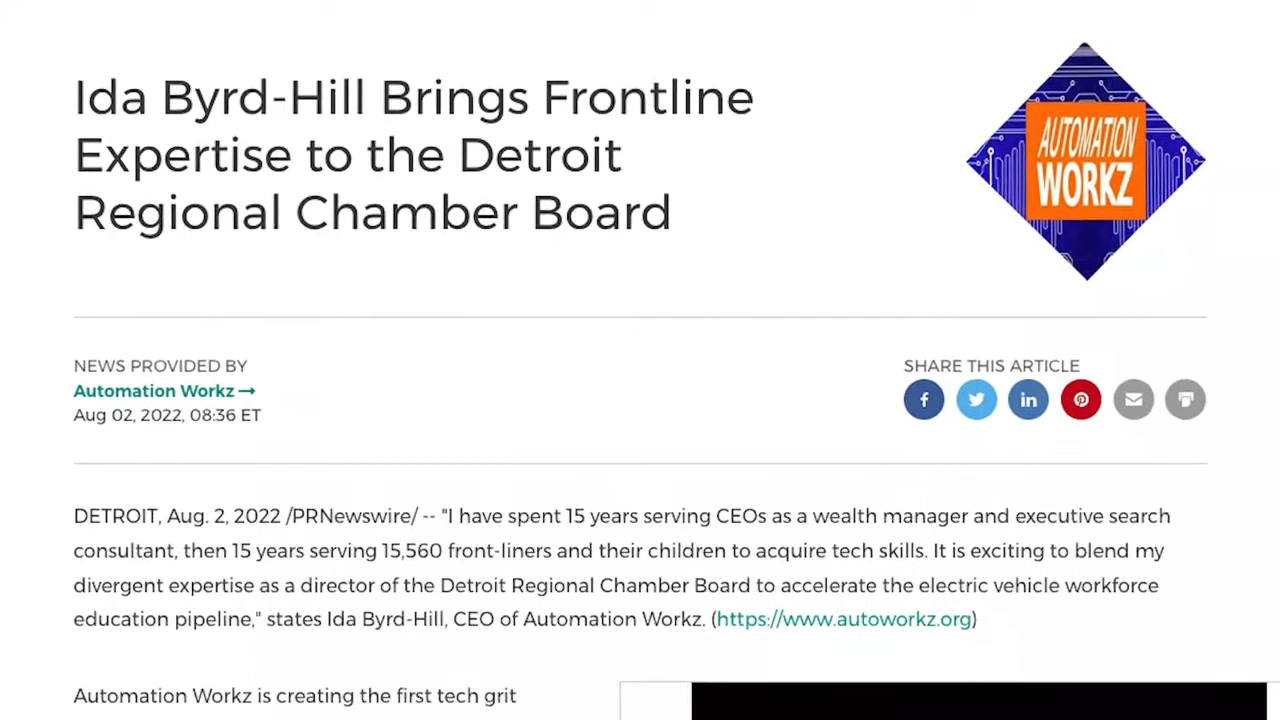 Ida Byrd-Hill Brings Frontline
Expertise to the Detroit
Regional Chamber Board
AUTOMATION
WORKZ
NEWS PROVIDED BY
Automation Workz →
Aug 02, 2022, 08:36 ET
SHARE THIS ARTICLE
DETROIT, Aug. 2, 2022 /PRNewswire/ -- "I have spent 15 years serving CEOs as a wealth manager and executive search
consultant, then 15 years serving 15,560 front-liners and their children to acquire tech skills. It is exciting to blend my
divergent expertise as a director of the Detroit Regional Chamber Board to accelerate the electric vehicle workforce
education pipeline," states Ida Byrd-Hill, CEO of Automation Workz. (https://www.autoworkz.org)
Automation Workz is creating the first tech grit